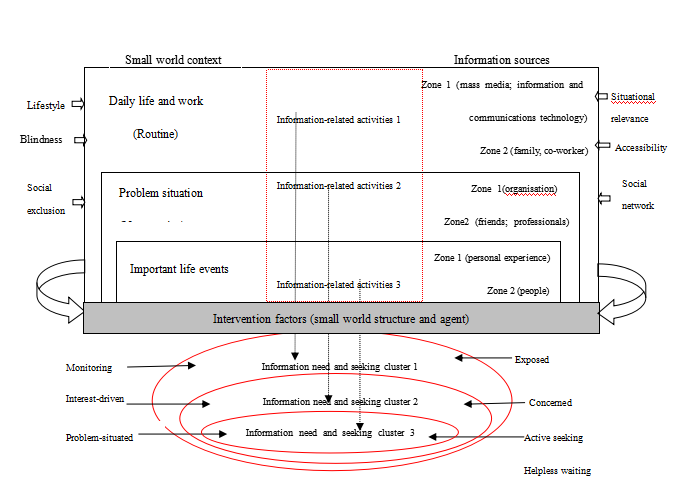 Small world context
Information sources
Zone 1 (mass media; information and
communications technology)
Zone 2 (family, co-worker)
Daily life and work
(Routine)
Information-related activities 1
Lifestyle
Blindness
Social
exclusion
Situational
relevance
Accessibility
Social
network
Problem situation
Information-related activities 2
Zone 1(organisation)
Zone2 (friends; professionals)
Important life events
Information-related activities 3
Zone 1 (personal experience)
Zone 2 (people)
Intervention factors (small world structure and agent)
Monitoring
Information need and seeking cluster 1
Exposed
Interest-driven
Information need and seeking cluster 2
Concerned
Problem-situated
Information need and seeking cluster 3
Active seeking
Helpless waiting